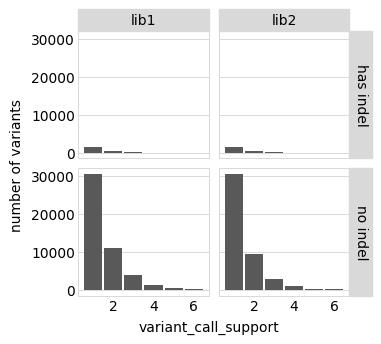 lib1 lib2
30000
20000
10000
0
has indel
30000
20000
10000
0
no indel
2 4 6 2 4 6
variant_call_support
number of variants